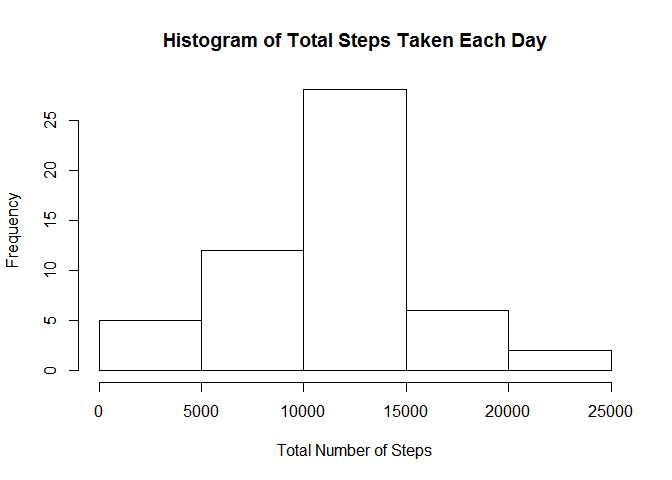 Histogram of Total Steps Taken Each Day
Frequency
25
20
15
10
5
0
0 5000 10000 15000 20000 25000
Total Number of Steps